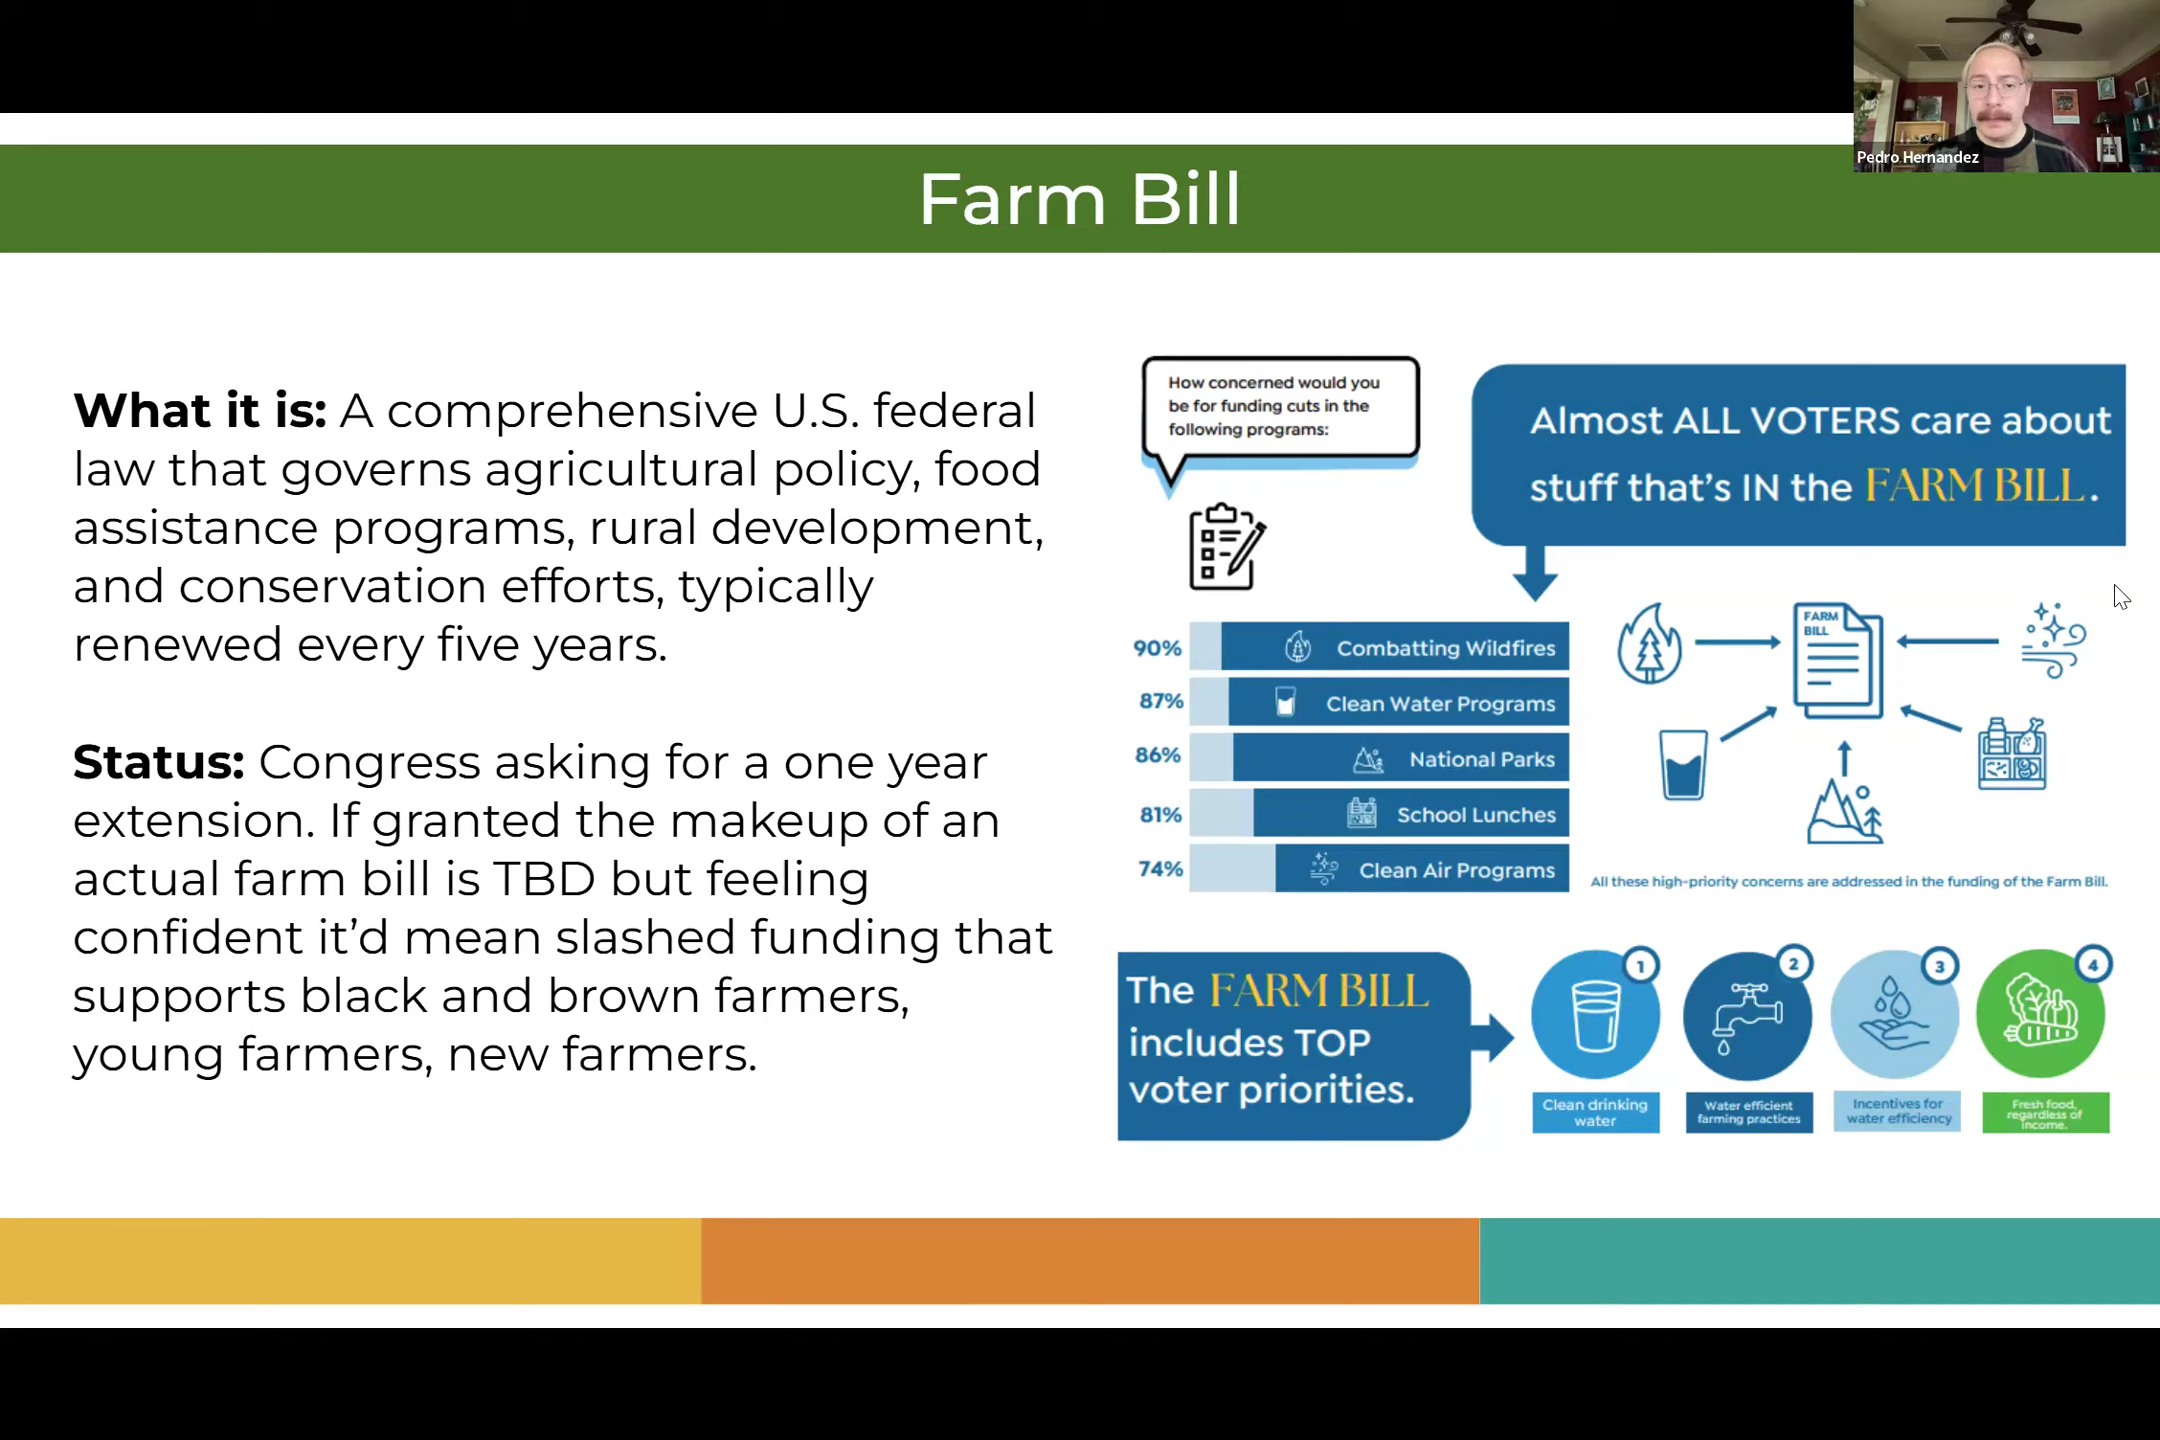 Pedro Hernandez
Farm Bill
What it is: A comprehensive U.S. federal
law that governs agricultural policy, food
assistance programs, rural development,
and conservation efforts, typically
renewed every five years.
Status: Congress asking for a one year
extension. If granted the makeup of an
actual farm bill is TBD but feeling
confident it’d mean slashed funding that
supports black and brown farmers,
young farmers, new farmers.
How concerned would you
be for funding cuts in the
following programs:
Almost ALL VOTERS care about
stuff that’s IN the FARM BILL.
90% Combatting Wildfires
87% Clean Water Programs
86% National Parks
81% School Lunches
74% Clean Air Programs
FARM
BILL
All these high-priority concerns are addressed in the funding of the Farm Bill.
The FARM BILL
includes TOP
voter priorities.
1
Clean drinking
water
2
Water efficient
farming practices
3
Incentives for
water efficiency
4
Fresh food,
regardless of
income.